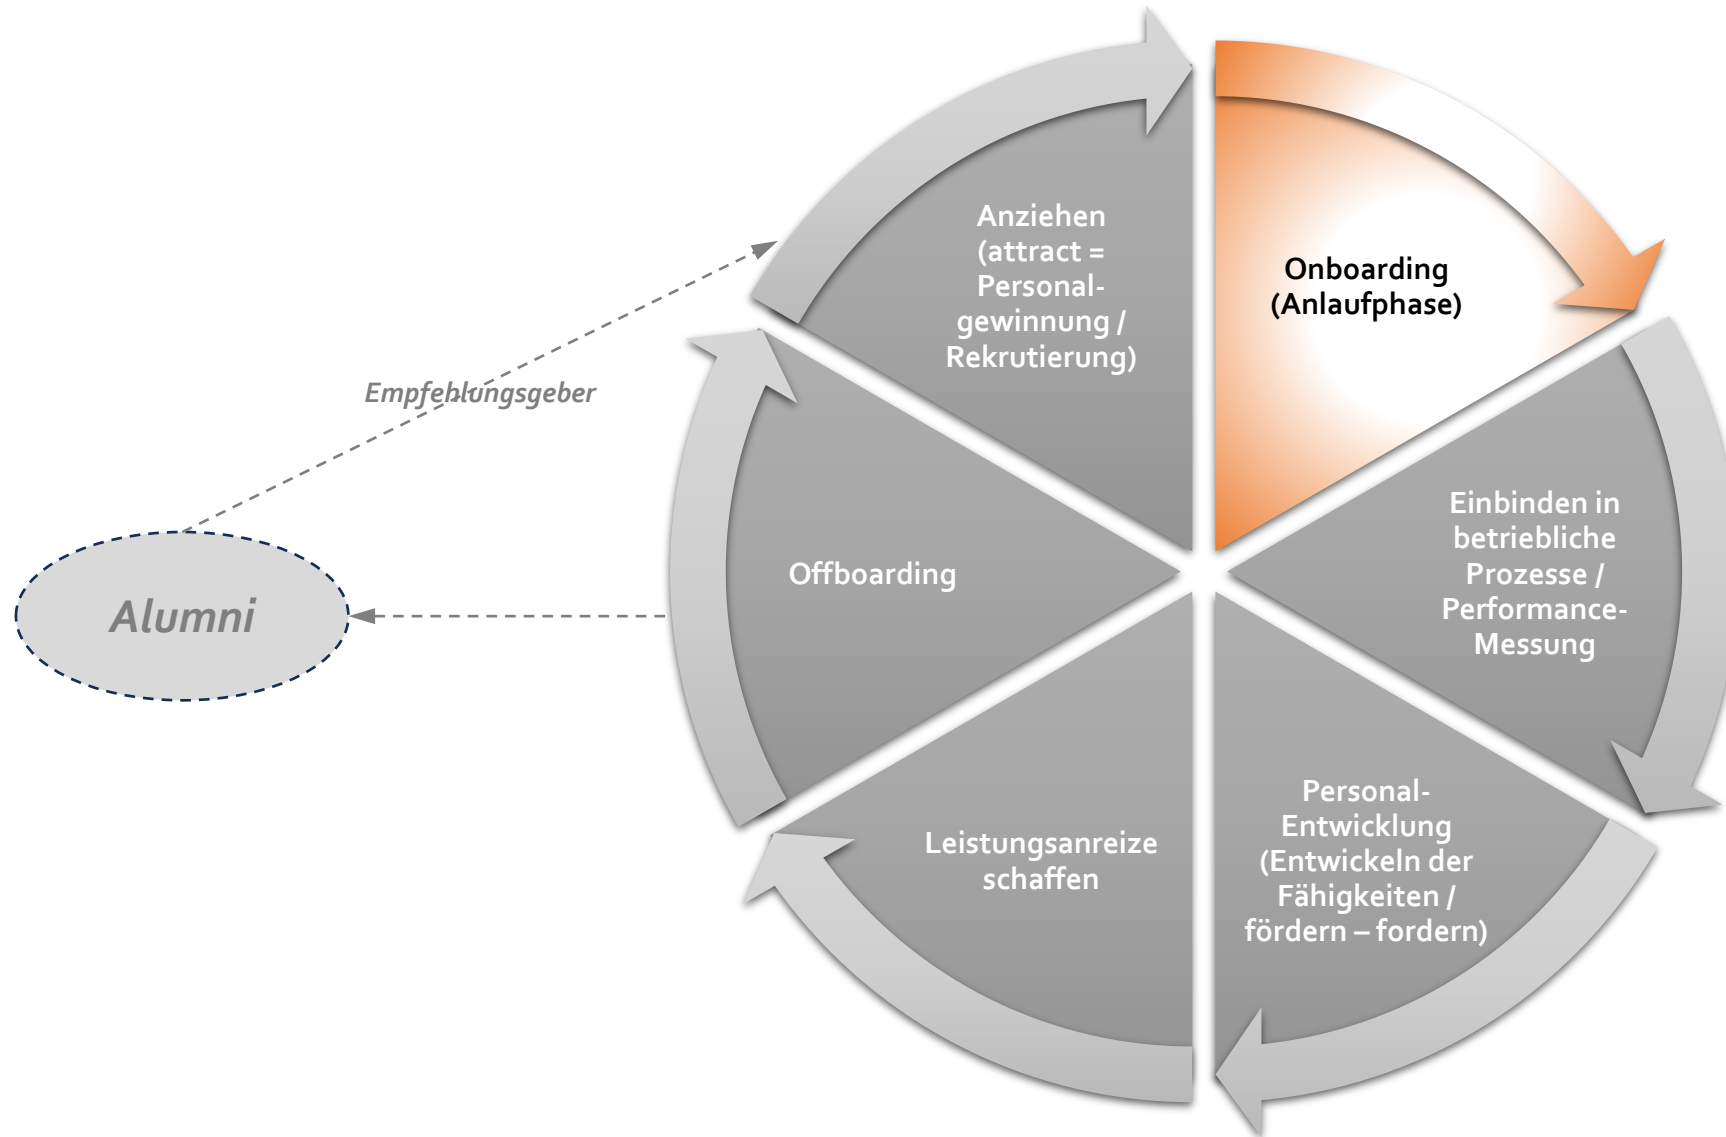 Anziehen
(attract =
Personal-
gewinnung /
Rekrutierung)
Onboarding
(Anlaufphase)
Einbinden in
betriebliche
Prozesse /
Performance-
Messung
Personal-
Entwicklung
(Entwickeln der
Fähigkeiten /
fördern – fordern)
Leistungsanreize
schaffen
Offboarding
Empfehlungsgeber
Alumni